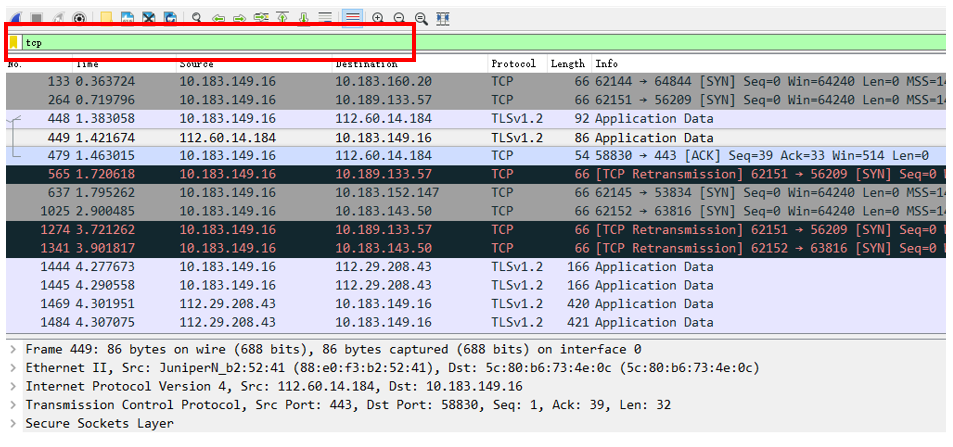 tcp
No. Time Source Destination Protocol Length Info
133 0.363724 10.183.149.16 10.183.160.20 TCP 66 62144 → 64844 [SYN] Seq=0 Win=64240 Len=0 MSS=14
264 0.719796 10.183.149.16 10.189.133.57 TCP 66 62151 → 56209 [SYN] Seq=0 Win=64240 Len=0 MSS=14
448 1.383058 10.183.149.16 112.60.14.184 TLSv1.2 92 Application Data
449 1.421674 112.60.14.184 10.183.149.16 TLSv1.2 86 Application Data
479 1.463015 10.183.149.16 112.60.14.184 TCP 54 58830 → 443 [ACK] Seq=39 Ack=33 Win=514 Len=0
565 1.720618 10.183.149.16 10.189.133.57 TCP 66 [TCP Retransmission] 62151 → 56209 [SYN] Seq=0
637 1.795262 10.183.149.16 10.183.152.147 TCP 66 62145 → 53834 [SYN] Seq=0 Win=64240 Len=0 MSS=14
1025 2.900485 10.183.149.16 10.183.143.50 TCP 66 62152 → 63816 [SYN] Seq=0 Win=64240 Len=0 MSS=14
1274 3.721262 10.183.149.16 10.189.133.57 TCP 66 [TCP Retransmission] 62151 → 56209 [SYN] Seq=0
1341 3.901817 10.183.149.16 10.183.143.50 TCP 66 [TCP Retransmission] 62152 → 63816 [SYN] Seq=0
1444 4.277673 10.183.149.16 112.29.208.43 TLSv1.2 166 Application Data
1445 4.290558 10.183.149.16 112.29.208.43 TLSv1.2 166 Application Data
1469 4.301951 112.29.208.43 10.183.149.16 TLSv1.2 420 Application Data
1484 4.307075 112.29.208.43 10.183.149.16 TLSv1.2 421 Application Data
Frame 449: 86 bytes on wire (688 bits), 86 bytes captured (688 bits) on interface 0
Ethernet II, Src: JuniperN_b2:52:41 (88:e0:f3:b2:52:41), Dst: 5c:80:b6:73:4e:0c (5c:80:b6:73:4e:0c)
Internet Protocol Version 4, Src: 112.60.14.184, Dst: 10.183.149.16
Transmission Control Protocol, Src Port: 443, Dst Port: 58830, Seq: 1, Ack: 39, Len: 32
Secure Sockets Layer